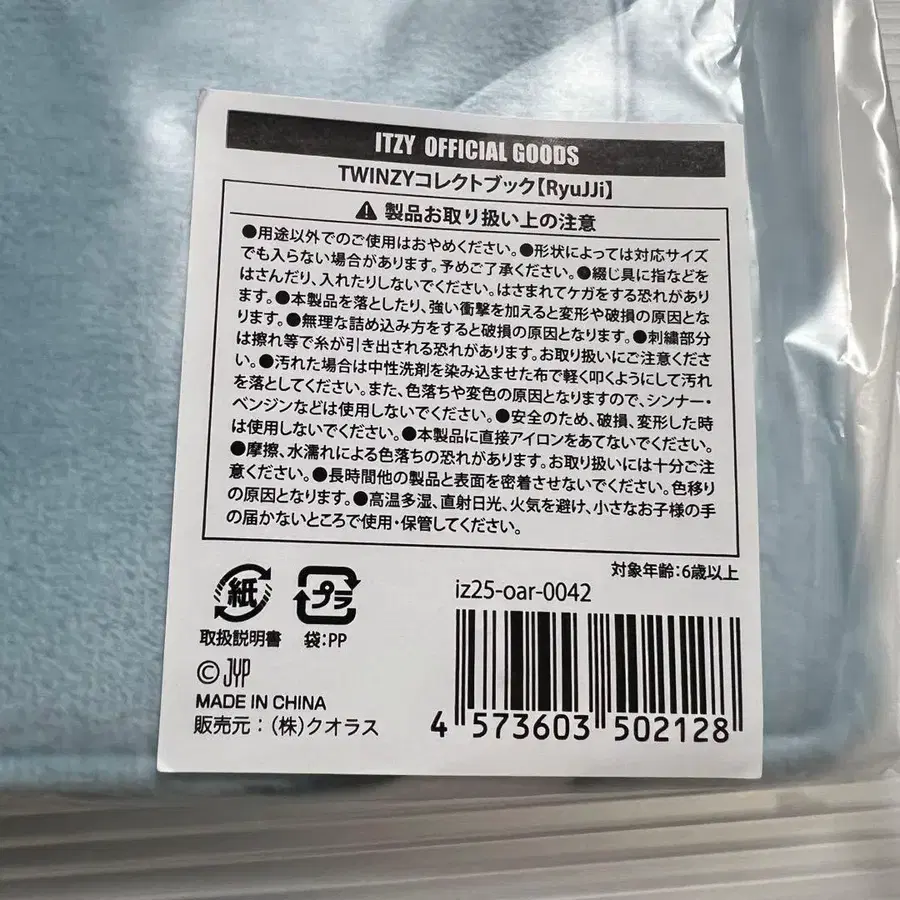 ITZY OFFICIAL GOODS
TWINZYコレクトブック【RyuJJi】
⚠製品お取り扱い上の注意
●用途以外でのご使用はおやめください。●形状によっては対応サイズ
でも入らない場合があります。予めご了承ください。●綴じ具に指などを
はさんだり、入れたりしないでください。はさまれてケガをする恐れがあり
ます。●本製品を落としたり、強い衝撃を加えると変形や破損の原因とな
ります。●無理な詰め込み方をすると破損の原因となります。●刺繍部分
は擦れ等で糸が引き出される恐れがあります。お取り扱いにご注意くださ
い。●汚れた場合は中性洗剤を染み込ませた布で軽く叩くようにして汚れ
を落としてください。また、色落ちや変色の原因となりますので、シンナー・
ベンジンなどは使用しないでください。●安全のため、破損、変形した時
は使用しないでください。●本製品に直接アイロンをあてないでください。
●摩擦、水濡れによる色落ちの恐れがあります。お取り扱いには十分ご注
意ください。●長時間他の製品と表面を密着させないでください。色移り
の原因となります。●高温多湿、直射日光、火気を避け、小さなお子様の手
の届かないところで使用・保管してください。
対象年齢:6歳以上
紙
取扱説明書
プラ
袋:PP
iz25-oar-0042
© JYP
MADE IN CHINA
販売元：(株)クオラス
4 573603 502128